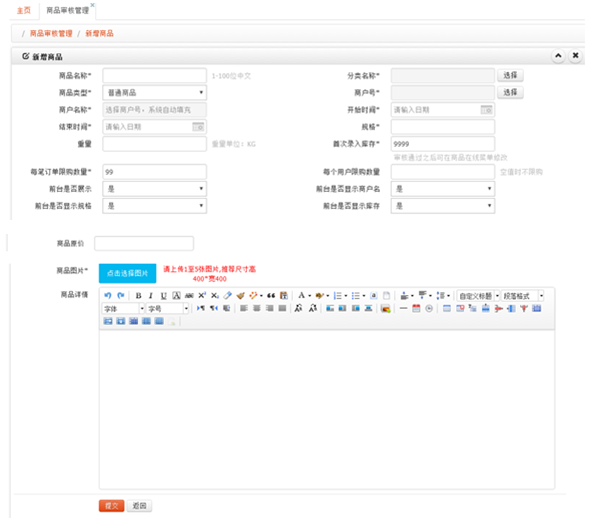 主页 商品审核管理
/ 商品审核管理 / 新增商品
新增商品
商品名称* 1-100位中文 分类名称* 选择
商品类型* 普通商品 商户号* 选择
商户名称* 选择商户号,系统自动填充 开始时间* 请输入日期
结束时间* 请输入日期 规格*
重量 重量单位:KG 首次录入库存* 9999
审核通过之后可在商品在线菜单修改
每笔订单限购数量* 99 每个用户限购数量 空值时不限购
前台是否展示 是 前台是否显示商户名 是
前台是否显示规格 是 前台是否显示库存 是
商品原价
商品图片* 点击选择图片 请上传1至5张图片,推荐尺寸高
400*宽400
商品详情
B I U A ABC X² X₂ A 自定义标题 段落格式
字体 字号
提交 返回